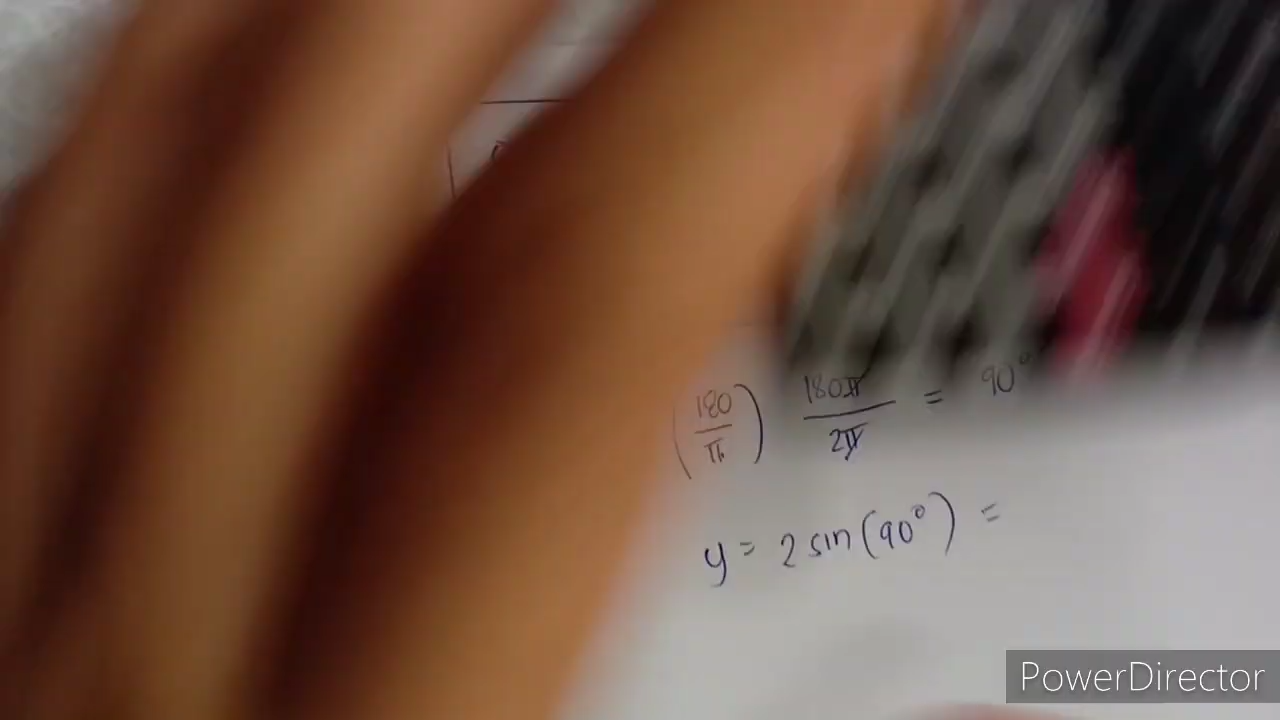 (180/π) 180π/2π = 90°
y = 2 sin(90°) =
PowerDirector